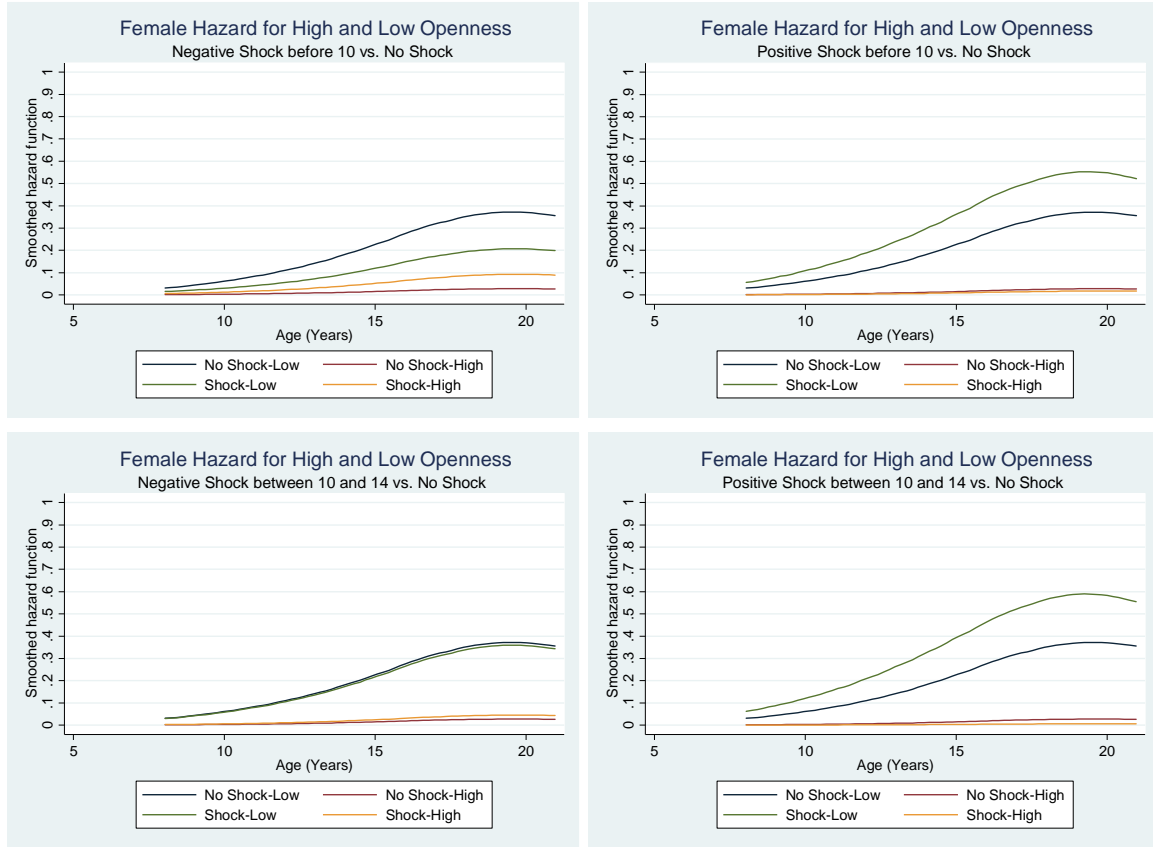 Female Hazard for High and Low Openness
Negative Shock before 10 vs. No Shock
Smoothed hazard function
1
.9
.8
.7
.6
.5
.4
.3
.2
.1
0
5 10 15 20
Age (Years)
No Shock-Low No Shock-High
Shock-Low Shock-High
Female Hazard for High and Low Openness
Positive Shock before 10 vs. No Shock
Smoothed hazard function
1
.9
.8
.7
.6
.5
.4
.3
.2
.1
0
5 10 15 20
Age (Years)
No Shock-Low No Shock-High
Shock-Low Shock-High
Female Hazard for High and Low Openness
Negative Shock between 10 and 14 vs. No Shock
Smoothed hazard function
1
.9
.8
.7
.6
.5
.4
.3
.2
.1
0
5 10 15 20
Age (Years)
No Shock-Low No Shock-High
Shock-Low Shock-High
Female Hazard for High and Low Openness
Positive Shock between 10 and 14 vs. No Shock
Smoothed hazard function
1
.9
.8
.7
.6
.5
.4
.3
.2
.1
0
5 10 15 20
Age (Years)
No Shock-Low No Shock-High
Shock-Low Shock-High